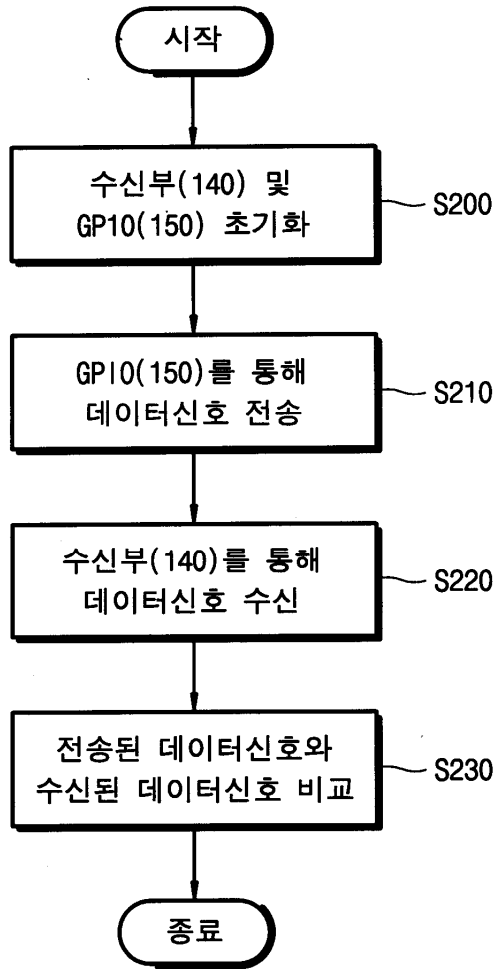 시작
수신부(140) 및
GP10(150) 초기화
S200
GPIO(150)를 통해
데이터신호 전송
S210
수신부(140)를 통해
데이터신호 수신
S220
전송된 데이터신호와
수신된 데이터신호 비교
S230
종료